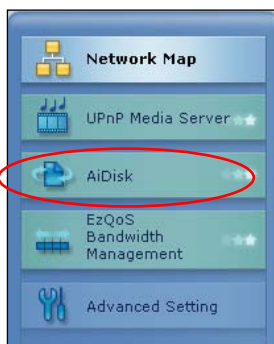 Network Map
UPnP Media Server
AiDisk
EzQoS
Bandwidth
Management
Advanced Setting